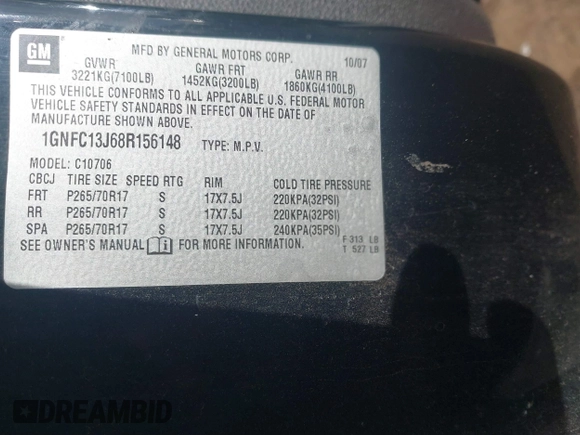 GM
MFD BY GENERAL MOTORS CORP.
10/07
GVWR GAWR FRT GAWR RR
3221KG(7100LB) 1452KG(3200LB) 1860KG(4100LB)
THIS VEHICLE CONFORMS TO ALL APPLICABLE U.S. FEDERAL MOTOR
VEHICLE SAFETY STANDARDS IN EFFECT ON THE DATE OF
MANUFACTURE SHOWN ABOVE.
1GNFC13J68R156148 TYPE: M.P.V.
MODEL: C10706
CBCJ TIRE SIZE SPEED RTG RIM COLD TIRE PRESSURE
FRT P265/70R17 S 17X7.5J 220KPA(32PSI)
RR P265/70R17 S 17X7.5J 220KPA(32PSI)
SPA P265/70R17 S 17X7.5J 240KPA(35PSI)
SEE OWNER'S MANUAL i FOR MORE INFORMATION.
F 313 LB
T 527 LB
DREAMBID